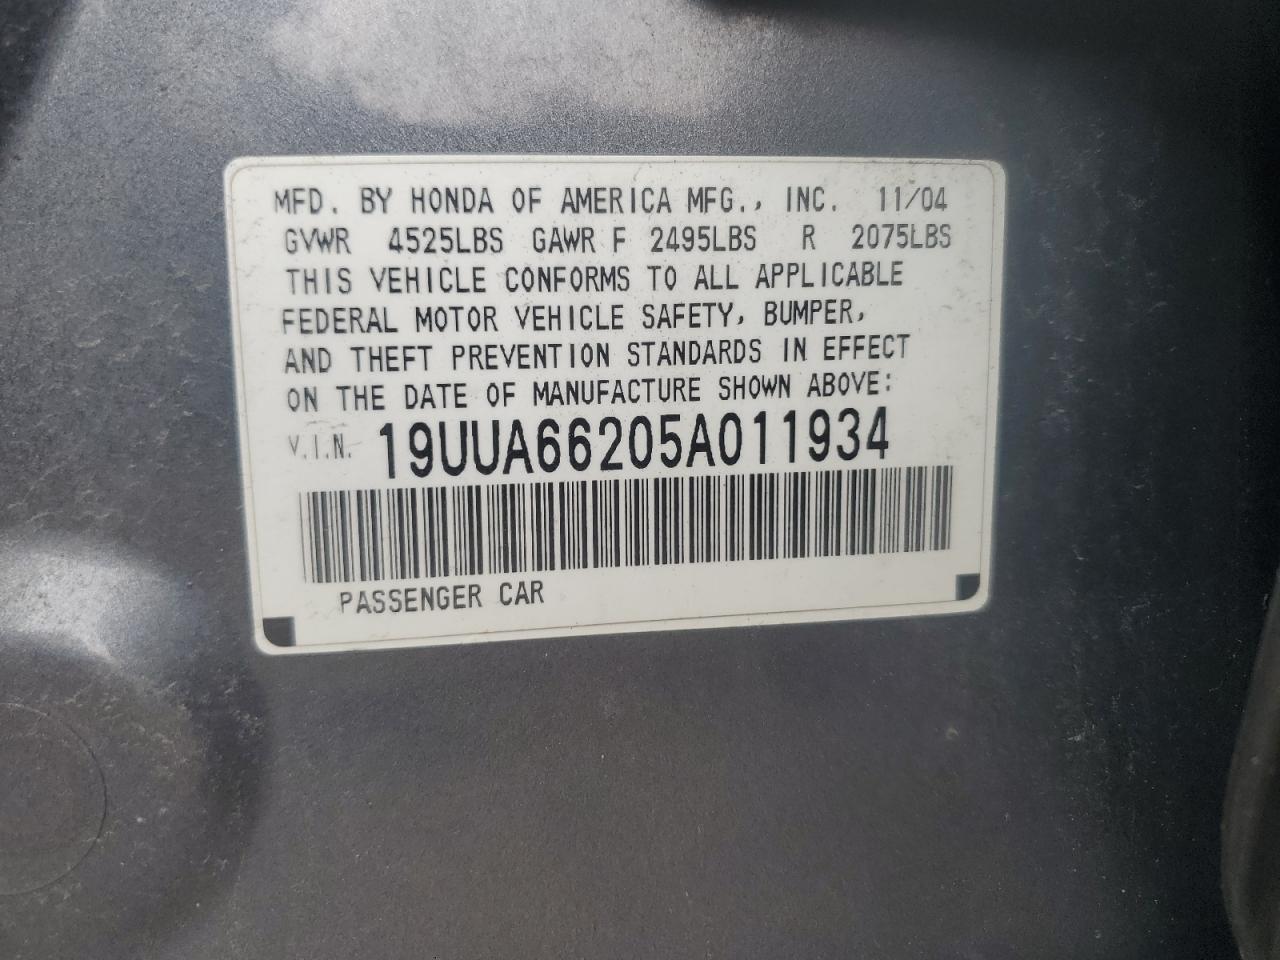 MFD. BY HONDA OF AMERICA MFG., INC. 11/04
GVWR 4525LBS GAWR F 2495LBS R 2075LBS
THIS VEHICLE CONFORMS TO ALL APPLICABLE
FEDERAL MOTOR VEHICLE SAFETY, BUMPER,
AND THEFT PREVENTION STANDARDS IN EFFECT
ON THE DATE OF MANUFACTURE SHOWN ABOVE:
V.I.N. 19UUA66205A011934
PASSENGER CAR